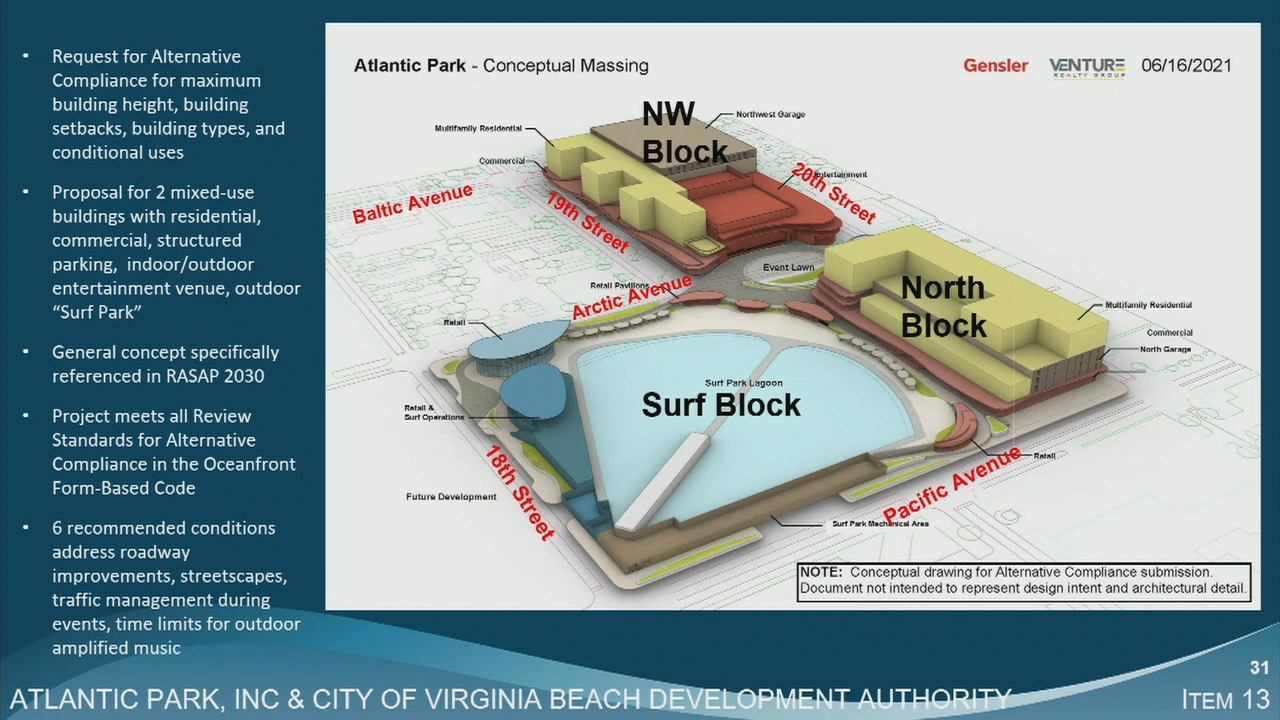 • Request for Alternative
Compliance for maximum
building height, building
setbacks, building types, and
conditional uses
• Proposal for 2 mixed-use
buildings with residential,
commercial, structured
parking, indoor/outdoor
entertainment venue, outdoor
“Surf Park”
• General concept specifically
referenced in RASAP 2030
• Project meets all Review
Standards for Alternative
Compliance in the Oceanfront
Form-Based Code
• 6 recommended conditions
address roadway
improvements, streetscapes,
traffic management during
events, time limits for outdoor
amplified music
Atlantic Park - Conceptual Massing
Gensler
VENTURE
REALTY GROUP
06/16/2021
NW
Block
Northwest Garage
Multifamily Residential
Commercial
Entertainment
20th Street
Baltic Avenue
19th Street
Event Lawn
Retail Pavilions
Arctic Avenue
North
Block
Multifamily Residential
Commercial
North Garage
Retail
Surf Park Lagoon
Surf Block
Retail &
Surf Operations
18th Street
Future Development
Retail
Pacific Avenue
Surf Park Mechanical Area
NOTE: Conceptual drawing for Alternative Compliance submission.
Document not intended to represent design intent and architectural detail.
31
ATLANTIC PARK, INC & CITY OF VIRGINIA BEACH DEVELOPMENT AUTHORITY
ITEM 13